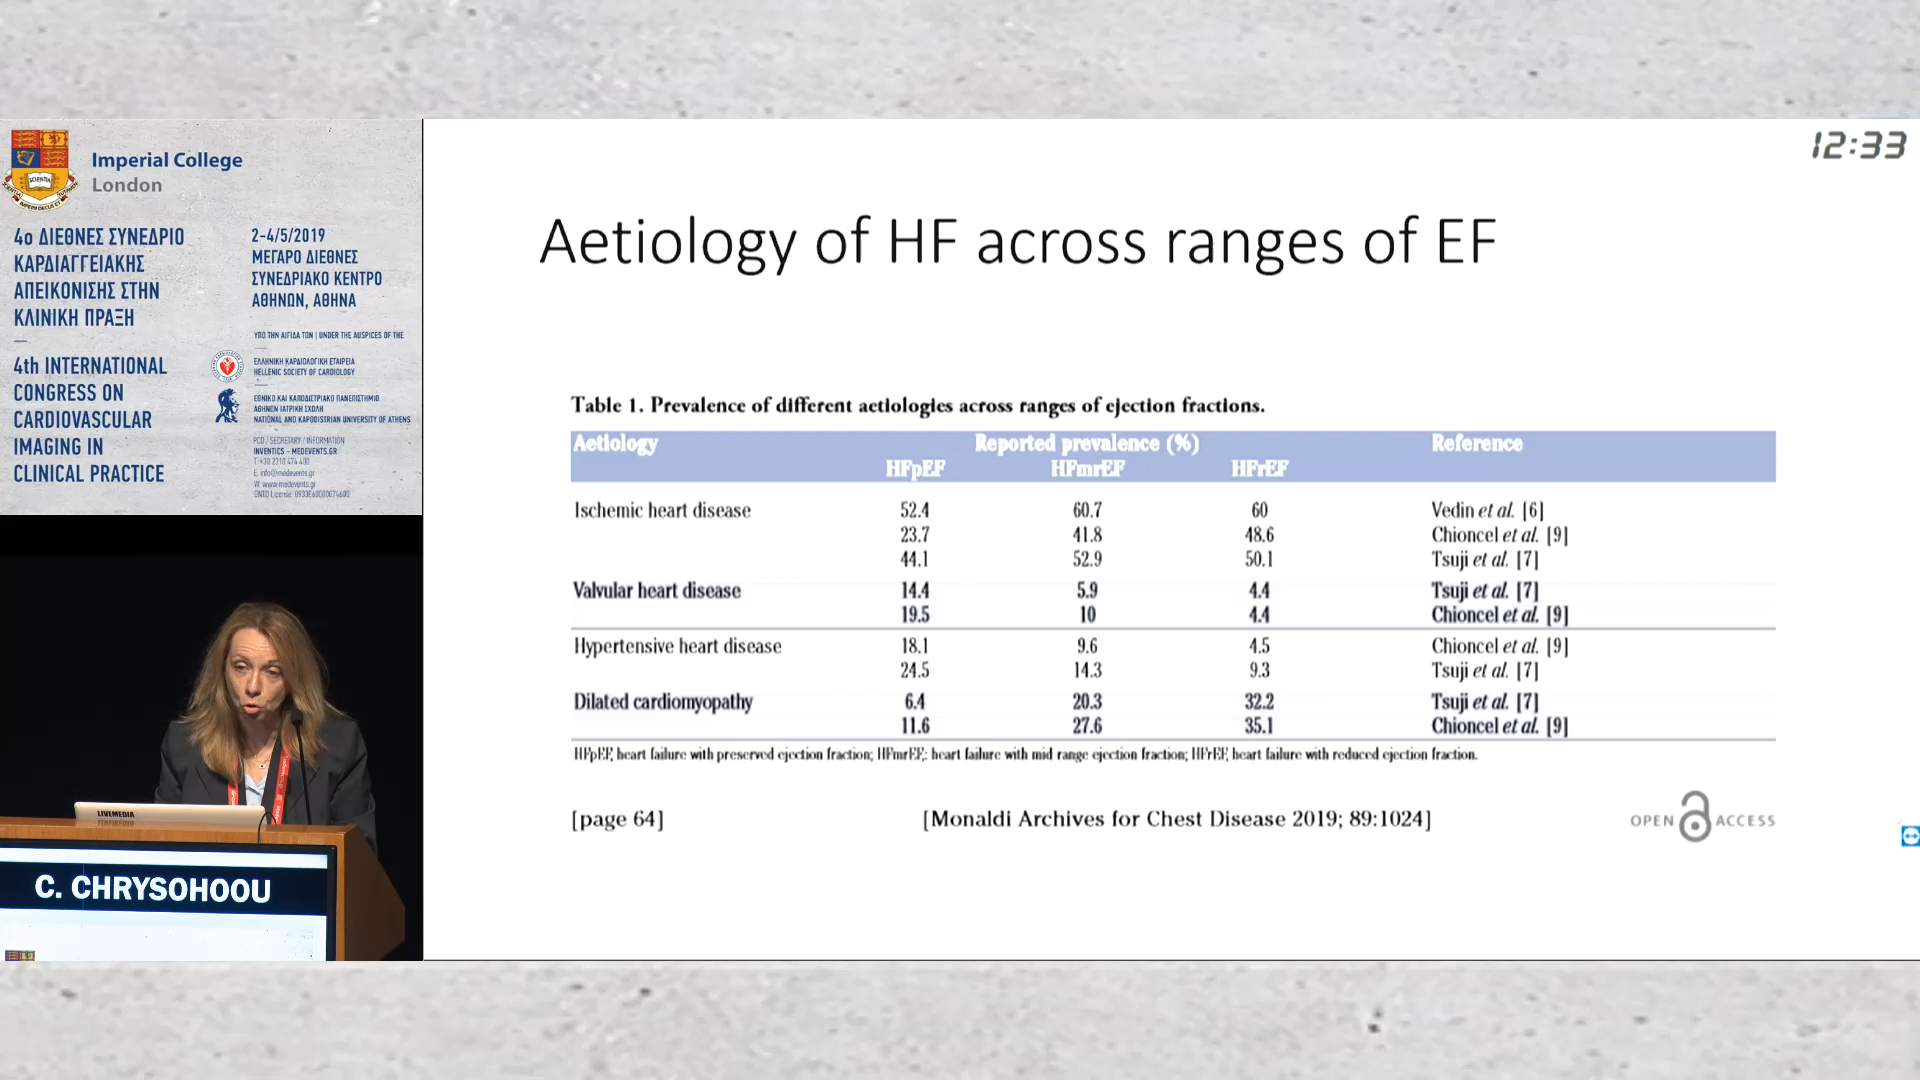 Imperial College
London
4ο ΔΙΕΘΝΕΣ ΣΥΝΕΔΡΙΟ
ΚΑΡΔΙΑΓΓΕΙΑΚΗΣ
ΑΠΕΙΚΟΝΙΣΗΣ ΣΤΗΝ
ΚΛΙΝΙΚΗ ΠΡΑΞΗ
4th INTERNATIONAL
CONGRESS ON
CARDIOVASCULAR
IMAGING IN
CLINICAL PRACTICE
2-4/5/2019
ΜΕΓΑΡΟ ΔΙΕΘΝΕΣ
ΣΥΝΕΔΡΙΑΚΟ ΚΕΝΤΡΟ
ΑΘΗΝΩΝ, ΑΘΗΝΑ
ΥΠΟ ΤΗΝ ΑΙΓΙΔΑ ΤΩΝ | UNDER THE AUSPICES OF THE
ΕΛΛΗΝΙΚΗ ΚΑΡΔΙΟΛΟΓΙΚΗ ΕΤΑΙΡΕΙΑ
HELLENIC SOCIETY OF CARDIOLOGY
ΕΘΝΙΚΟ ΚΑΙ ΚΑΠΟΔΙΣΤΡΙΑΚΟ ΠΑΝΕΠΙΣΤΗΜΙΟ
ΑΘΗΝΩΝ ΙΑΤΡΙΚΗ ΣΧΟΛΗ
NATIONAL AND KAPODISTRIAN UNIVERSITY OF ATHENS
PCO / SECRETARY / INFORMATION
INVENTICS - MEDEVENTS.GR
T +30 2310 474 400
E. info@medevents.gr
W. www.medevents.gr
LIVEMEDIA
C. CHRYSOHOOU
12:33
Aetiology of HF across ranges of EF
Table 1. Prevalence of different aetiologies across ranges of ejection fractions.
Aetiology Reported prevalence (%) Reference
HFpEF HFmrEF HFrEF
Ischemic heart disease 52.4 60.7 60 Vedin et al. [6]
23.7 41.8 48.6 Chioncel et al. [9]
44.1 52.9 50.1 Tsuji et al. [7]
Valvular heart disease 14.4 5.9 4.4 Tsuji et al. [7]
19.5 10 4.4 Chioncel et al. [9]
Hypertensive heart disease 18.1 9.6 4.5 Chioncel et al. [9]
24.5 14.3 9.3 Tsuji et al. [7]
Dilated cardiomyopathy 6.4 20.3 32.2 Tsuji et al. [7]
11.6 27.6 35.1 Chioncel et al. [9]
HFpEF, heart failure with preserved ejection fraction; HFmrEF; heart failure with mid range ejection fraction; HFrEF, heart failure with reduced ejection fraction.
[page 64] [Monaldi Archives for Chest Disease 2019; 89:1024] OPEN ACCESS